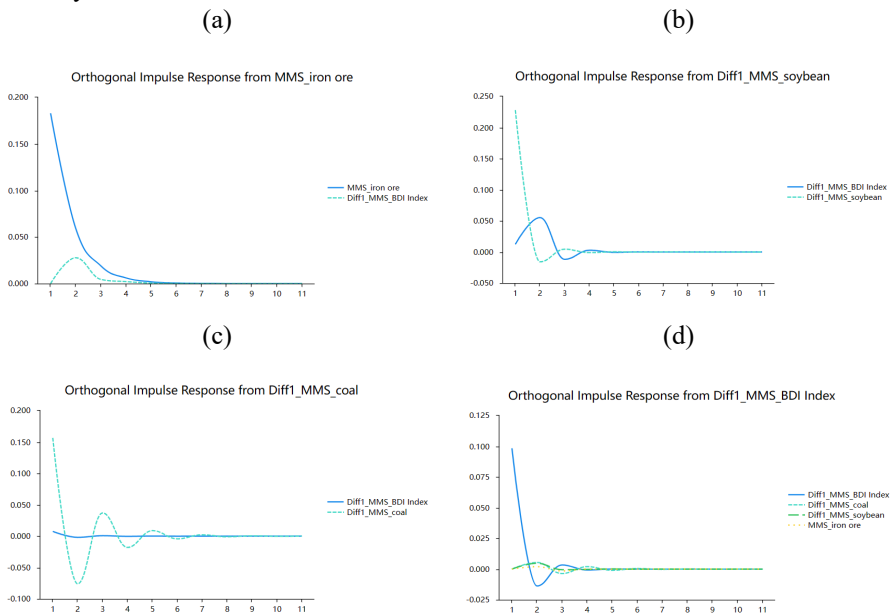 (a)
Orthogonal Impulse Response from MMS_iron ore
0.200
0.150
0.100
0.050
0.000
1 2 3 4 5 6 7 8 9 10 11
MMS_iron ore
Diff1_MMS_BDI Index
(b)
Orthogonal Impulse Response from Diff1_MMS_soybean
0.250
0.200
0.150
0.100
0.050
0.000
-0.050
1 2 3 4 5 6 7 8 9 10 11
Diff1_MMS_BDI Index
Diff1_MMS_soybean
(c)
Orthogonal Impulse Response from Diff1_MMS_coal
0.200
0.150
0.100
0.050
0.000
-0.050
-0.100
1 2 3 4 5 6 7 8 9 10 11
Diff1_MMS_BDI Index
Diff1_MMS_coal
(d)
Orthogonal Impulse Response from Diff1_MMS_BDI Index
0.125
0.100
0.075
0.050
0.025
0.000
-0.025
1 2 3 4 5 6 7 8 9 10 11
Diff1_MMS_BDI Index
Diff1_MMS_coal
Diff1_MMS_soybean
MMS_iron ore